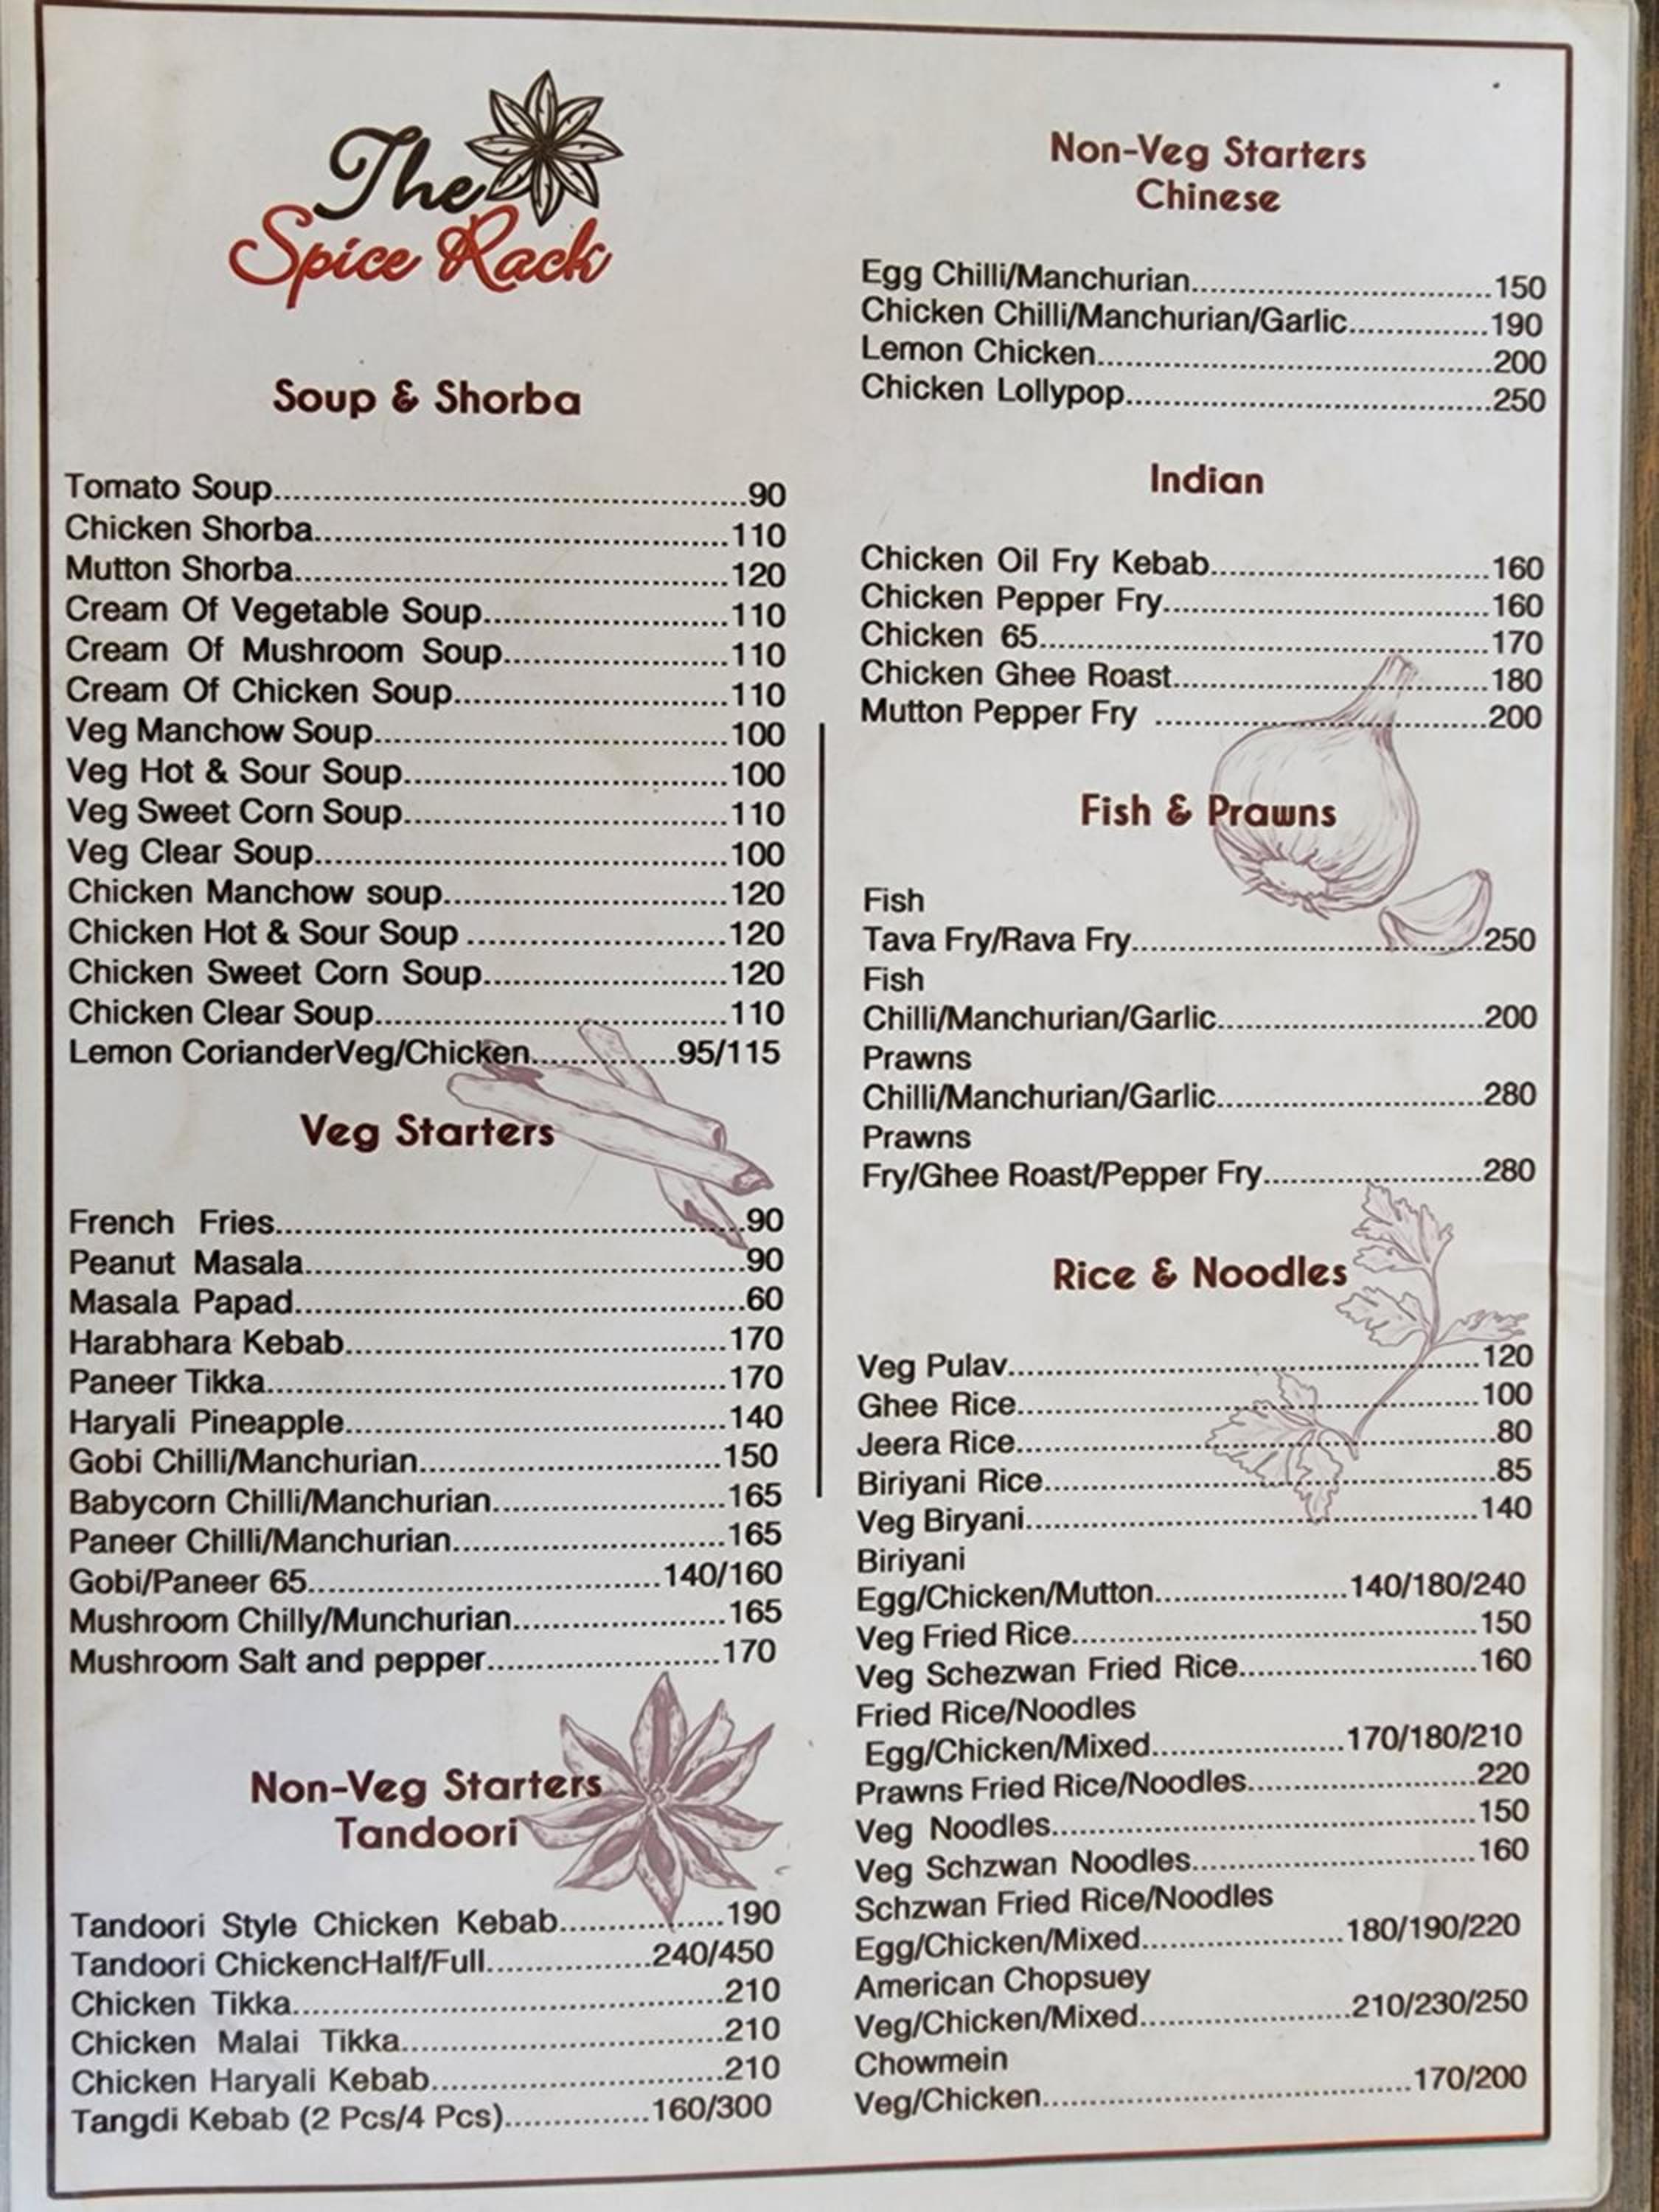 The
Spice Rack
Soup & Shorba
Tomato Soup.....90
Chicken Shorba.....110
Mutton Shorba.....120
Cream Of Vegetable Soup.....110
Cream Of Mushroom Soup.....110
Cream Of Chicken Soup.....110
Veg Manchow Soup.....100
Veg Hot & Sour Soup.....100
Veg Sweet Corn Soup.....110
Veg Clear Soup.....100
Chicken Manchow soup.....120
Chicken Hot & Sour Soup .....120
Chicken Sweet Corn Soup.....120
Chicken Clear Soup.....110
Lemon CorianderVeg/Chicken.....95/115
Veg Starters
French Fries.....90
Peanut Masala.....90
Masala Papad.....60
Harabhara Kebab.....170
Paneer Tikka.....170
Haryali Pineapple.....140
Gobi Chilli/Manchurian.....150
Babycorn Chilli/Manchurian.....165
Paneer Chilli/Manchurian.....165
Gobi/Paneer 65.....140/160
Mushroom Chilly/Munchurian.....165
Mushroom Salt and pepper.....170
Non-Veg Starters
Tandoori
Tandoori Style Chicken Kebab.....190
Tandoori ChickencHalf/Full.....240/450
Chicken Tikka.....210
Chicken Malai Tikka.....210
Chicken Haryali Kebab.....210
Tangdi Kebab (2 Pcs/4 Pcs).....160/300
Non-Veg Starters
Chinese
Egg Chilli/Manchurian.....150
Chicken Chilli/Manchurian/Garlic.....190
Lemon Chicken.....200
Chicken Lollypop.....250
Indian
Chicken Oil Fry Kebab.....160
Chicken Pepper Fry.....160
Chicken 65.....170
Chicken Ghee Roast.....180
Mutton Pepper Fry .....200
Fish & Prawns
Fish
Tava Fry/Rava Fry.....250
Fish
Chilli/Manchurian/Garlic.....200
Prawns
Chilli/Manchurian/Garlic.....280
Prawns
Fry/Ghee Roast/Pepper Fry.....280
Rice & Noodles
Veg Pulav.....120
Ghee Rice.....100
Jeera Rice.....80
Biriyani Rice.....85
Veg Biryani.....140
Biriyani
Egg/Chicken/Mutton.....140/180/240
Veg Fried Rice.....150
Veg Schezwan Fried Rice.....160
Fried Rice/Noodles
Egg/Chicken/Mixed.....170/180/210
Prawns Fried Rice/Noodles.....220
Veg Noodles.....150
Veg Schzwan Noodles.....160
Schzwan Fried Rice/Noodles
Egg/Chicken/Mixed.....180/190/220
American Chopsuey
Veg/Chicken/Mixed.....210/230/250
Chowmein
Veg/Chicken.....170/200